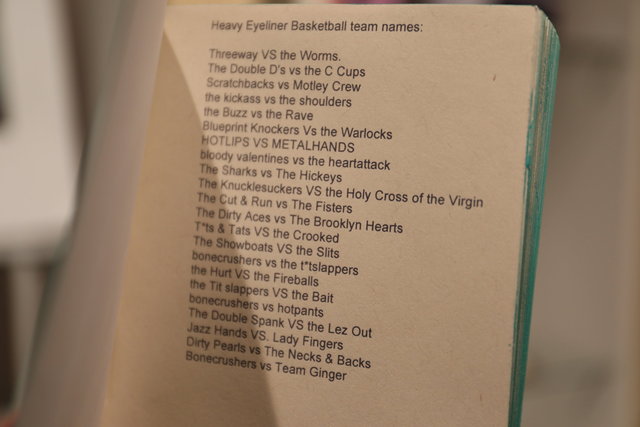 Heavy Eyeliner Basketball team names:
Threeway VS the Worms.
The Double D's vs the C Cups
Scratchbacks vs Motley Crew
the kickass vs the shoulders
the Buzz vs the Rave
Blueprint Knockers Vs the Warlocks
HOTLIPS VS METALHANDS
bloody valentines vs the heartattack
The Sharks vs The Hickeys
The Knucklesuckers VS the Holy Cross of the Virgin
The Cut & Run vs The Fisters
The Dirty Aces vs The Brooklyn Hearts
T*ts & Tats VS the Crooked
The Showboats VS the Slits
bonecrushers vs the t*tslappers
the Hurt VS the Fireballs
the Tit slappers VS the Bait
bonecrushers vs hotpants
The Double Spank VS the Lez Out
Jazz Hands VS. Lady Fingers
Dirty Pearls vs The Necks & Backs
Bonecrushers vs Team Ginger